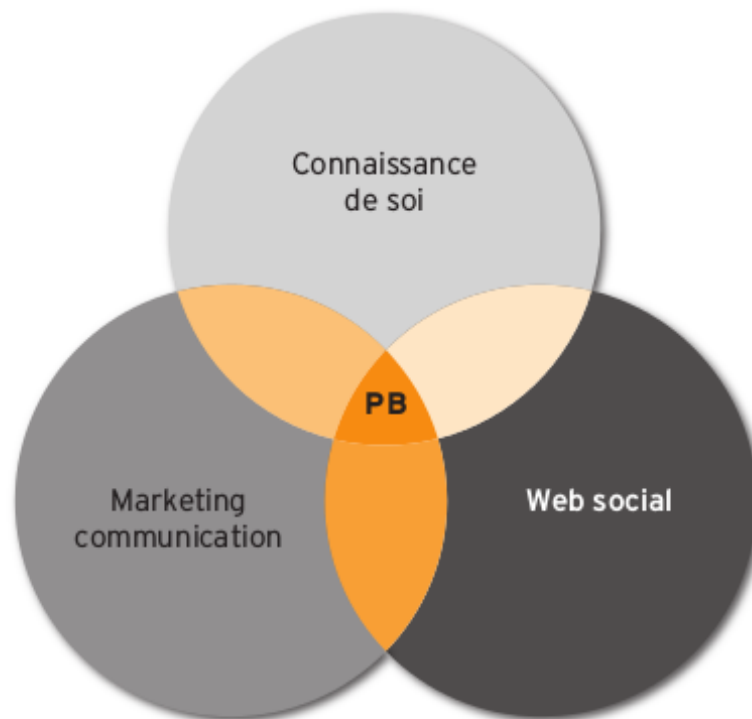 Connaissance
de soi
PB
Marketing
communication
Web social